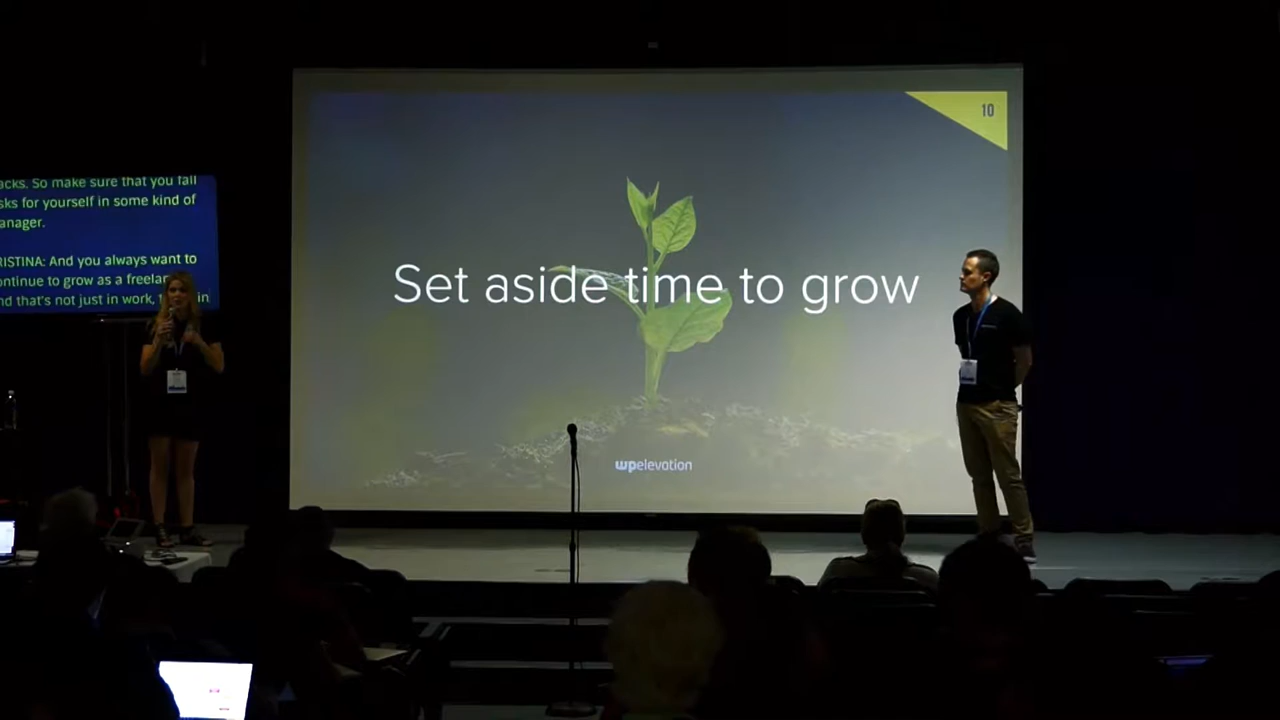 acks. So make sure that you fall
sks for yourself in some kind of
anager.
RISTINA: And you always want to
ontinue to grow as a freelan
nd that's not just in work, in
10
Set aside time to grow
wpelevation